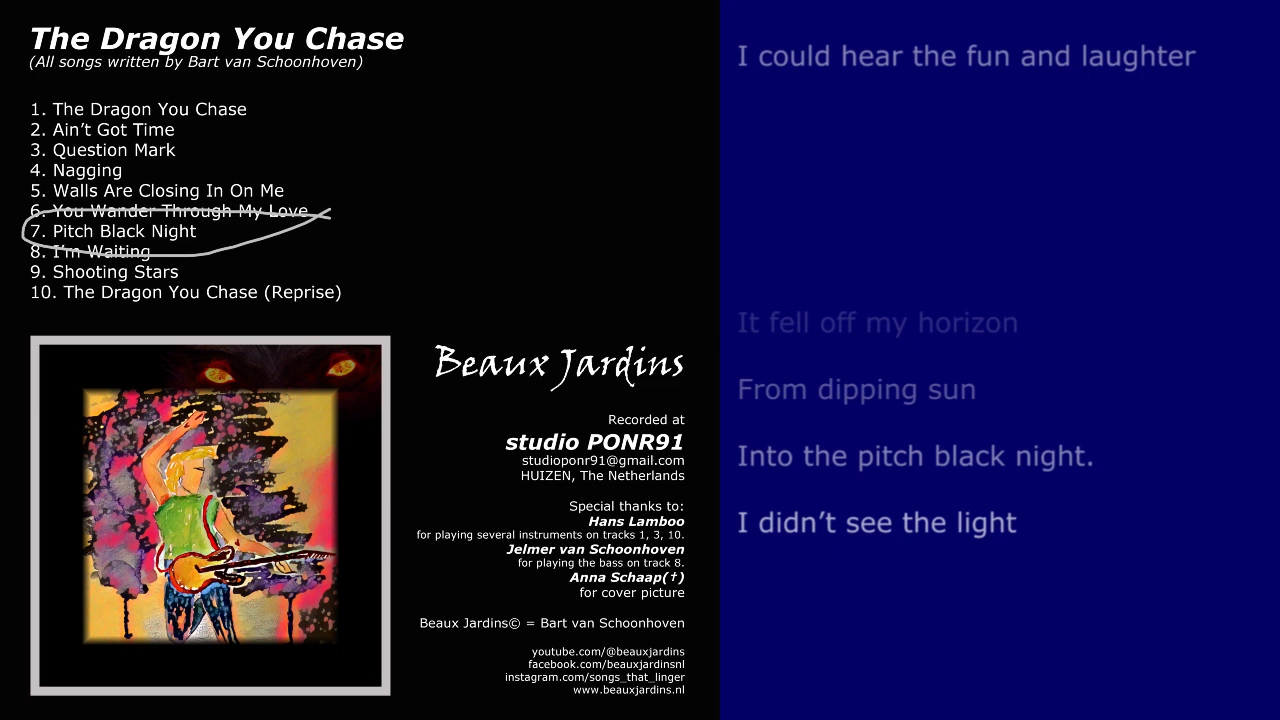 The Dragon You Chase
(All songs written by Bart van Schoonhoven)
1. The Dragon You Chase
2. Ain’t Got Time
3. Question Mark
4. Nagging
5. Walls Are Closing In On Me
6. You Wander Through My Love
7. Pitch Black Night
8. I’m Waiting
9. Shooting Stars
10. The Dragon You Chase (Reprise)
Beaux Jardins
Recorded at
studio PONR91
studioponr91@gmail.com
HUIZEN, The Netherlands
Special thanks to:
Hans Lamboo
for playing several instruments on tracks 1, 3, 10.
Jelmer van Schoonhoven
for playing the bass on track 8.
Anna Schaap(†)
for cover picture
Beaux Jardins© = Bart van Schoonhoven
youtube.com/@beauxjardins
facebook.com/beauxjardinsnl
instagram.com/songs_that_linger
www.beauxjardins.nl
I could hear the fun and laughter
It fell off my horizon
From dipping sun
Into the pitch black night.
I didn’t see the light